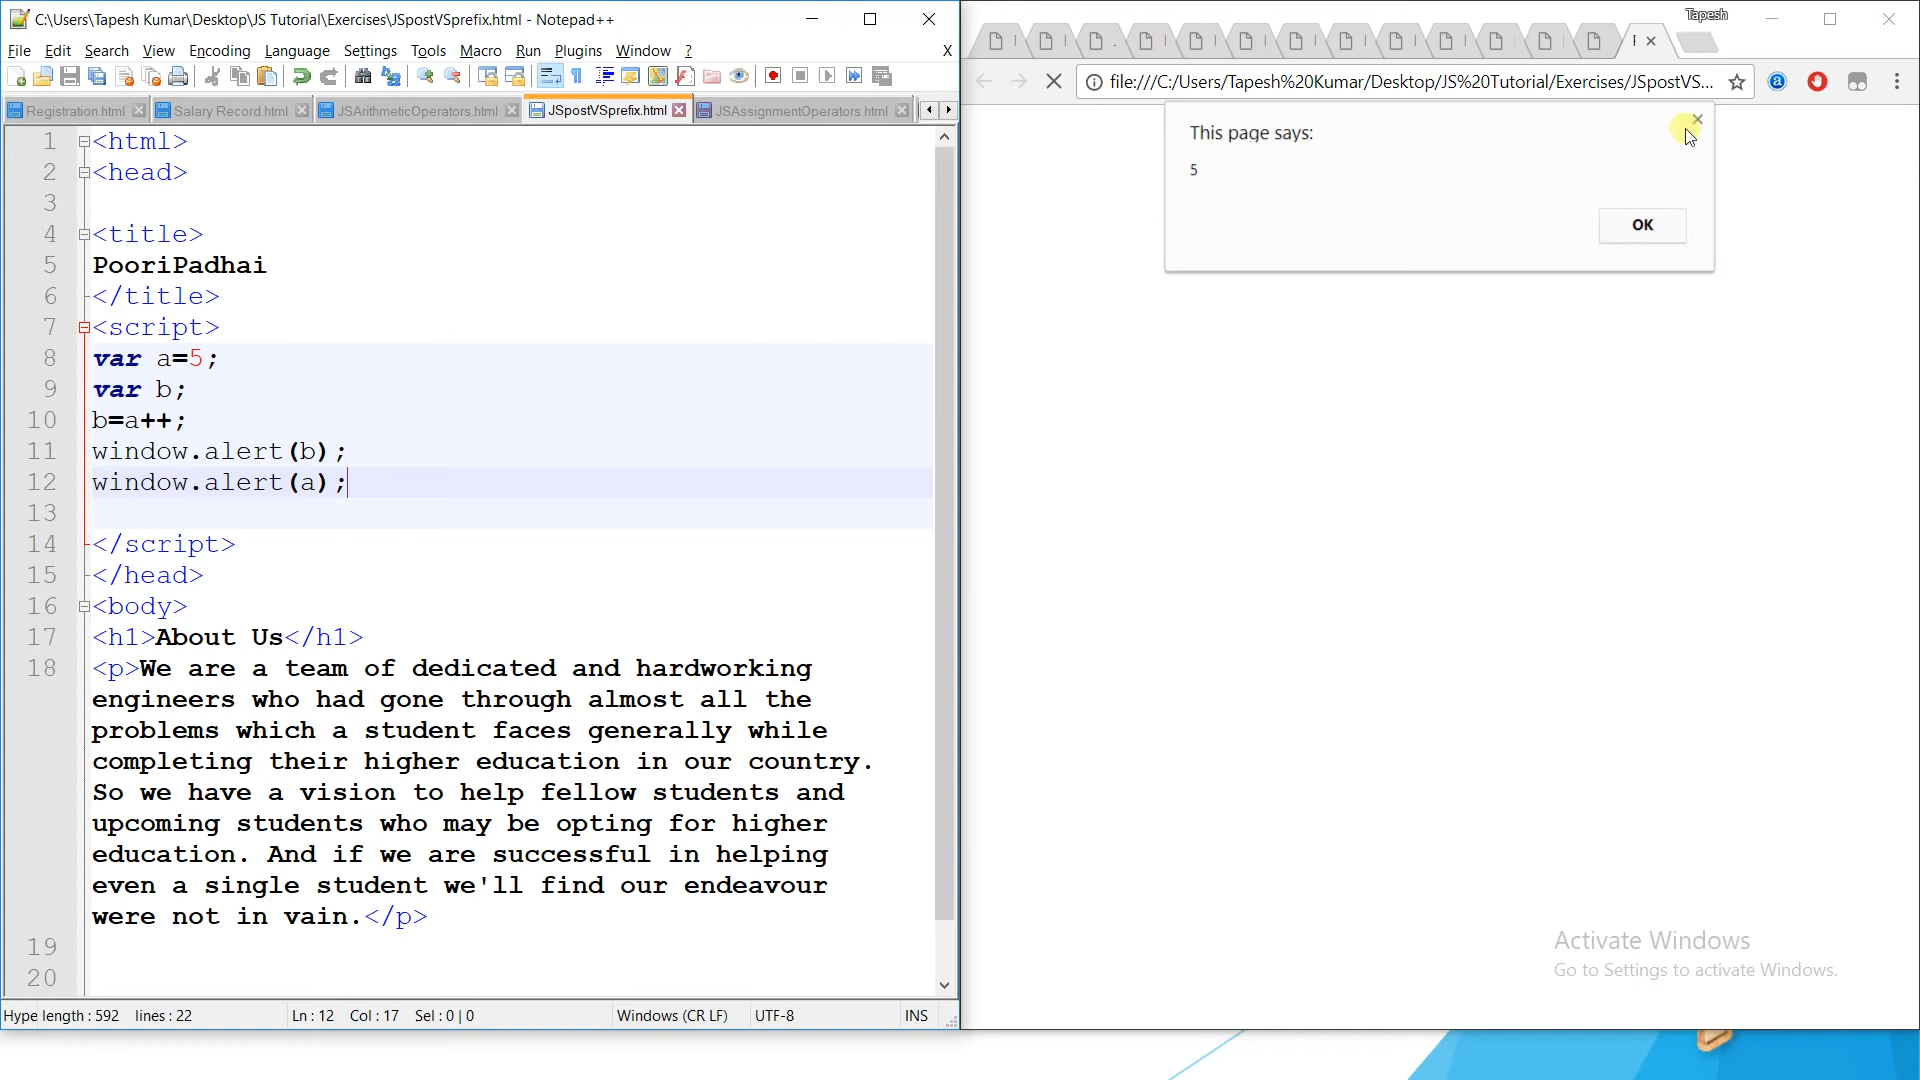 C:\Users\Tapesh Kumar\Desktop\JS Tutorial\Exercises\JSpostVSprefix.html - Notepad++
File Edit Search View Encoding Language Settings Tools Macro Run Plugins Window ? X
Registration.html Salary Record.html JSArithmeticOperators.html JSpostVSprefix.html JSAssignmentOperators.html
1 <html>
2 <head>
3
4 <title>
5 PooriPadhai
6 </title>
7 <script>
8 var a=5;
9 var b;
10 b=a++;
11 window.alert(b);
12 window.alert(a);
13
14 </script>
15 </head>
16 <body>
17 <h1>About Us</h1>
18 <p>We are a team of dedicated and hardworking
engineers who had gone through almost all the
problems which a student faces generally while
completing their higher education in our country.
So we have a vision to help fellow students and
upcoming students who may be opting for higher
education. And if we are successful in helping
even a single student we'll find our endeavour
were not in vain.</p>
19
20
Hype length : 592 lines : 22 Ln : 12 Col : 17 Sel : 0 | 0 Windows (CR LF) UTF-8 INS
Tapesh
file:///C:/Users/Tapesh%20Kumar/Desktop/JS%20Tutorial/Exercises/JSpostVS...
This page says:
5
OK
Activate Windows
Go to Settings to activate Windows.